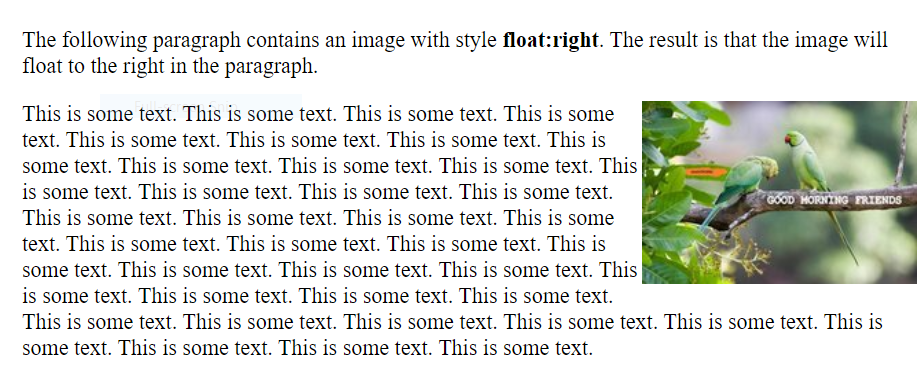 The following paragraph contains an image with style float:right. The result is that the image will
float to the right in the paragraph.
This is some text. This is some text. This is some text. This is some
text. This is some text. This is some text. This is some text. This is
some text. This is some text. This is some text. This is some text. This
is some text. This is some text. This is some text. This is some text.
This is some text. This is some text. This is some text. This is some
text. This is some text. This is some text. This is some text. This is
some text. This is some text. This is some text. This is some text. This
is some text. This is some text. This is some text. This is some text.
This is some text. This is some text. This is some text. This is some text. This is some text. This is
some text. This is some text. This is some text. This is some text.
GOOD MORNING FRIENDS